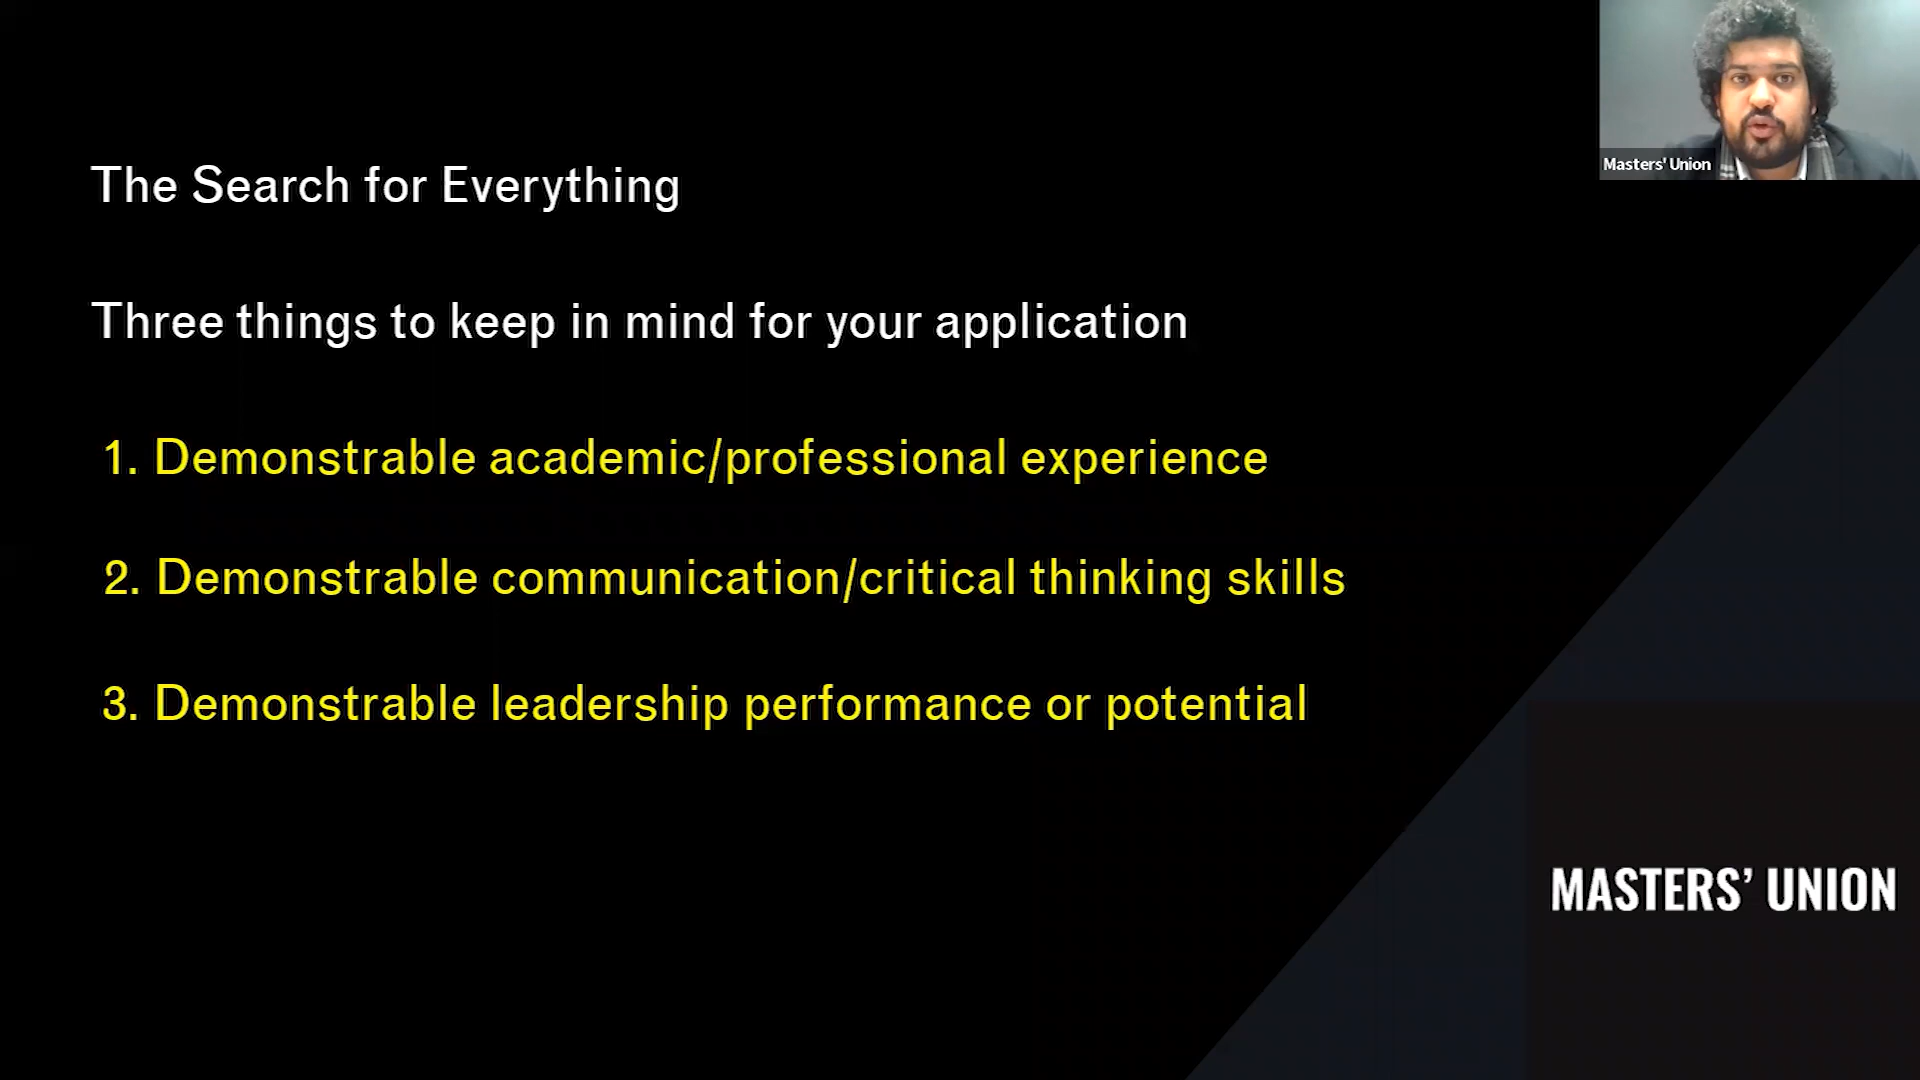 The Search for Everything
Three things to keep in mind for your application
1. Demonstrable academic/professional experience
2. Demonstrable communication/critical thinking skills
3. Demonstrable leadership performance or potential
Masters' Union
MASTERS’ UNION